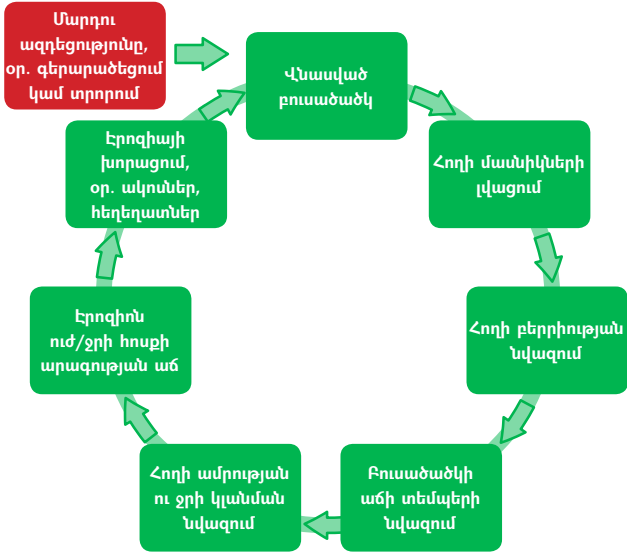 Մարդու
ազդեցությունը,
օր. գերարածեցում
կամ տրորում
Վնասված
բուսածածկ
Հողի մասնիկների
լվացում
Հողի բերրիության
նվազում
Բուսածածկի
աճի տեմպերի
նվազում
Հողի ամրության
ու ջրի կլանման
նվազում
Էրոզիոն
ուժ/ջրի հոսքի
արագության աճ
Էրոզիայի
խորացում,
օր. ակոսներ,
հեղեղատներ